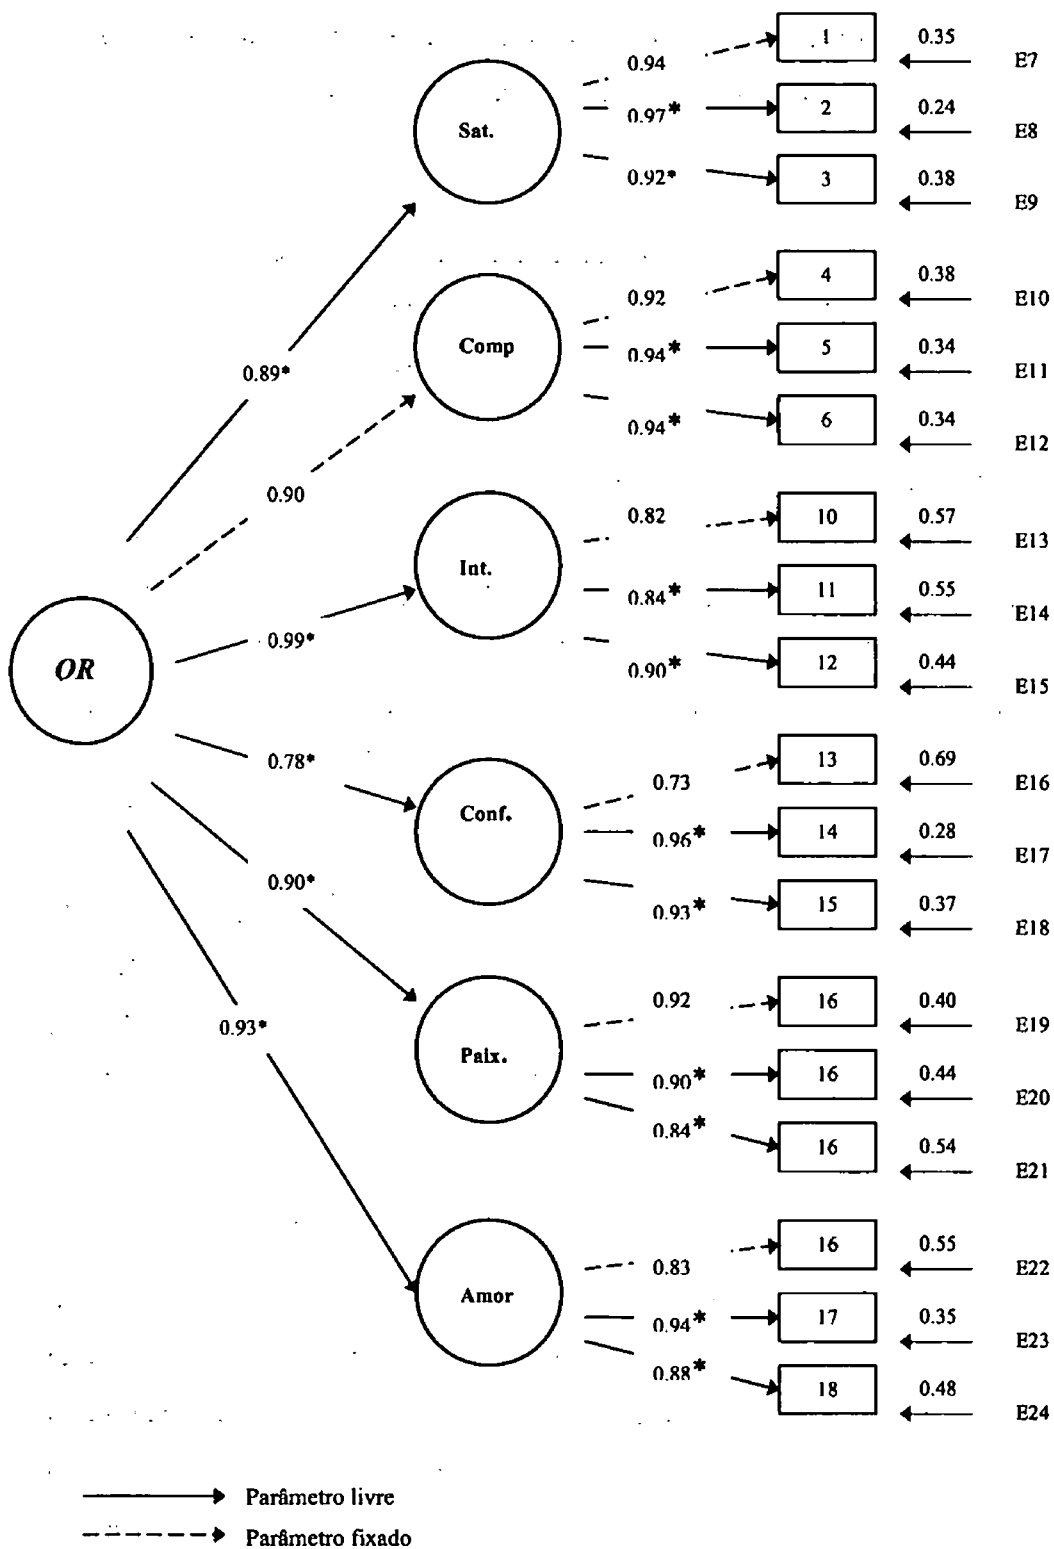 1 0.35
0.94 E7
2 0.24
0.97* E8
Sat.
3 0.38
0.92* E9
4 0.38
0.92 E10
Comp 5 0.34
0.94* E11
0.89*
6 0.34
0.94* E12
0.90
0.82 10 0.57
E13
Int.
11 0.55
0.84* E14
0.99*
12 0.44
0.90* E15
OR
0.78*
13 0.69
0.73 E16
Conf.
14 0.28
0.96* E17
0.90*
15 0.37
0.93* E18
0.92 16 0.40
0.93* E19
Paix.
16 0.44
0.90* E20
0.84*
16 0.54
E21
16 0.55
0.83 E22
Amor
17 0.35
0.94* E23
0.88*
18 0.48
E24
Parâmetro livre
Parâmetro fixado